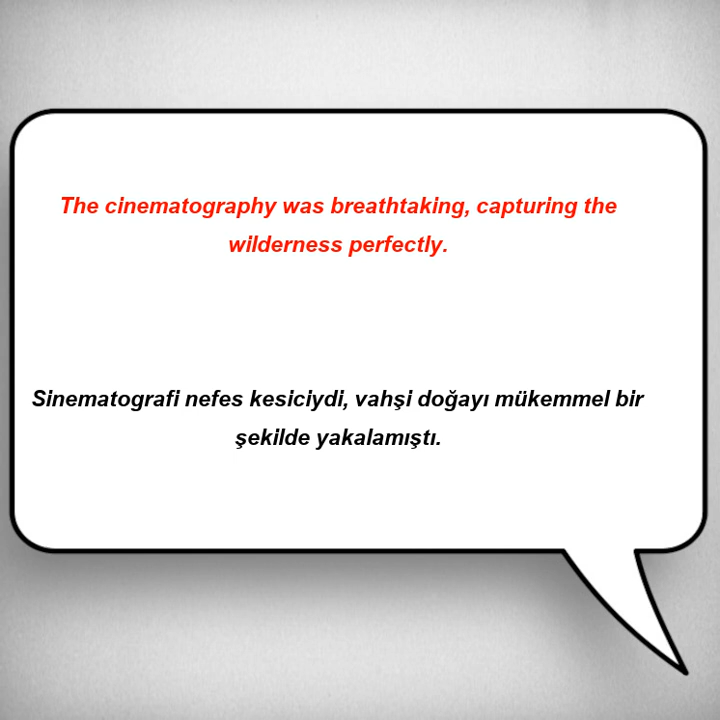 The cinematography was breathtaking, capturing the
wilderness perfectly.
Sinematografi nefes kesiciydi, vahşi doğayı mükemmel bir
şekilde yakalamıştı.